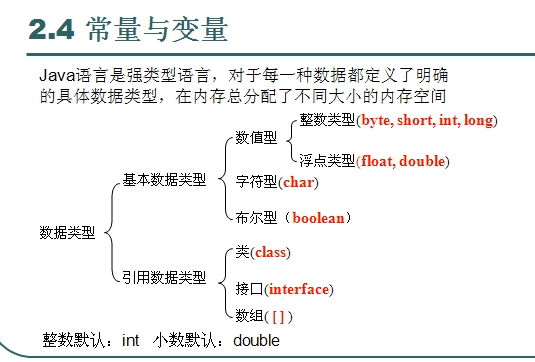 2.4 常量与变量
Java语言是强类型语言，对于每一种数据都定义了明确
的具体数据类型，在内存总分配了不同大小的内存空间
整数类型(byte, short, int, long)
数值型
浮点类型(float, double)
基本数据类型
字符型(char)
布尔型（boolean）
数据类型
类(class)
引用数据类型
接口(interface)
数组([ ] )
整数默认：int 小数默认：double